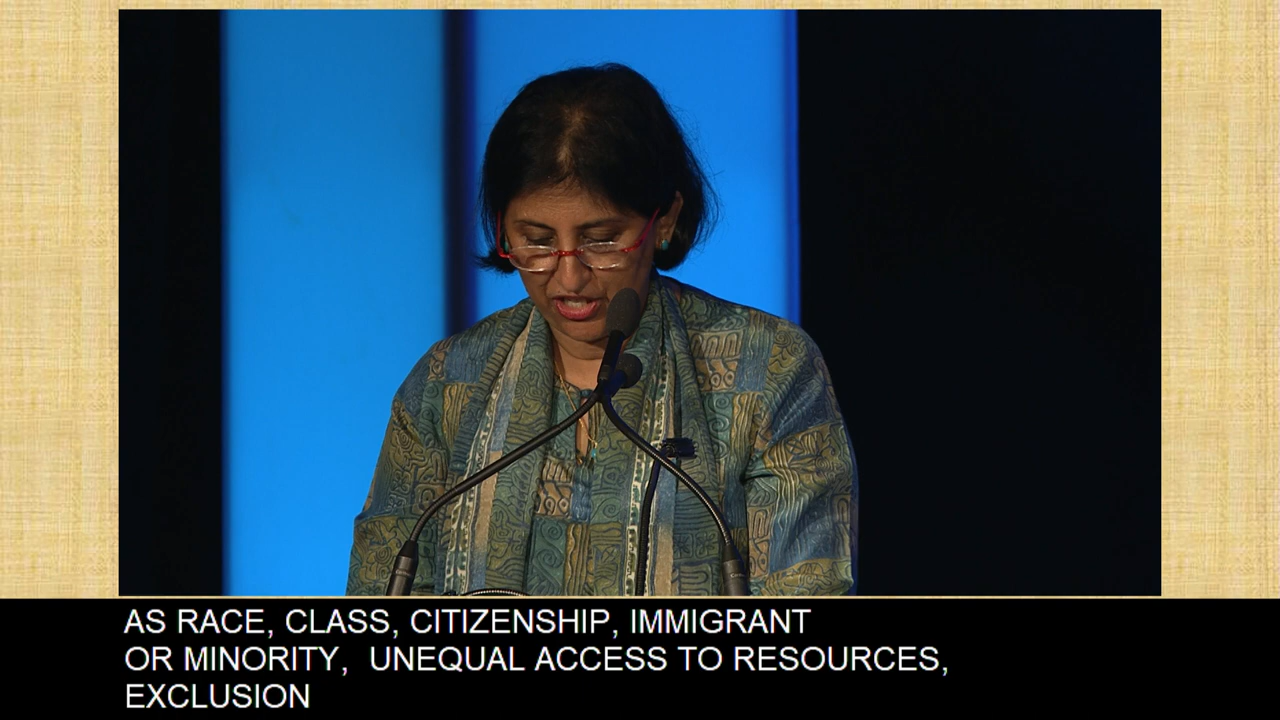 AS RACE, CLASS, CITIZENSHIP, IMMIGRANT
OR MINORITY,  UNEQUAL ACCESS TO RESOURCES,
EXCLUSION